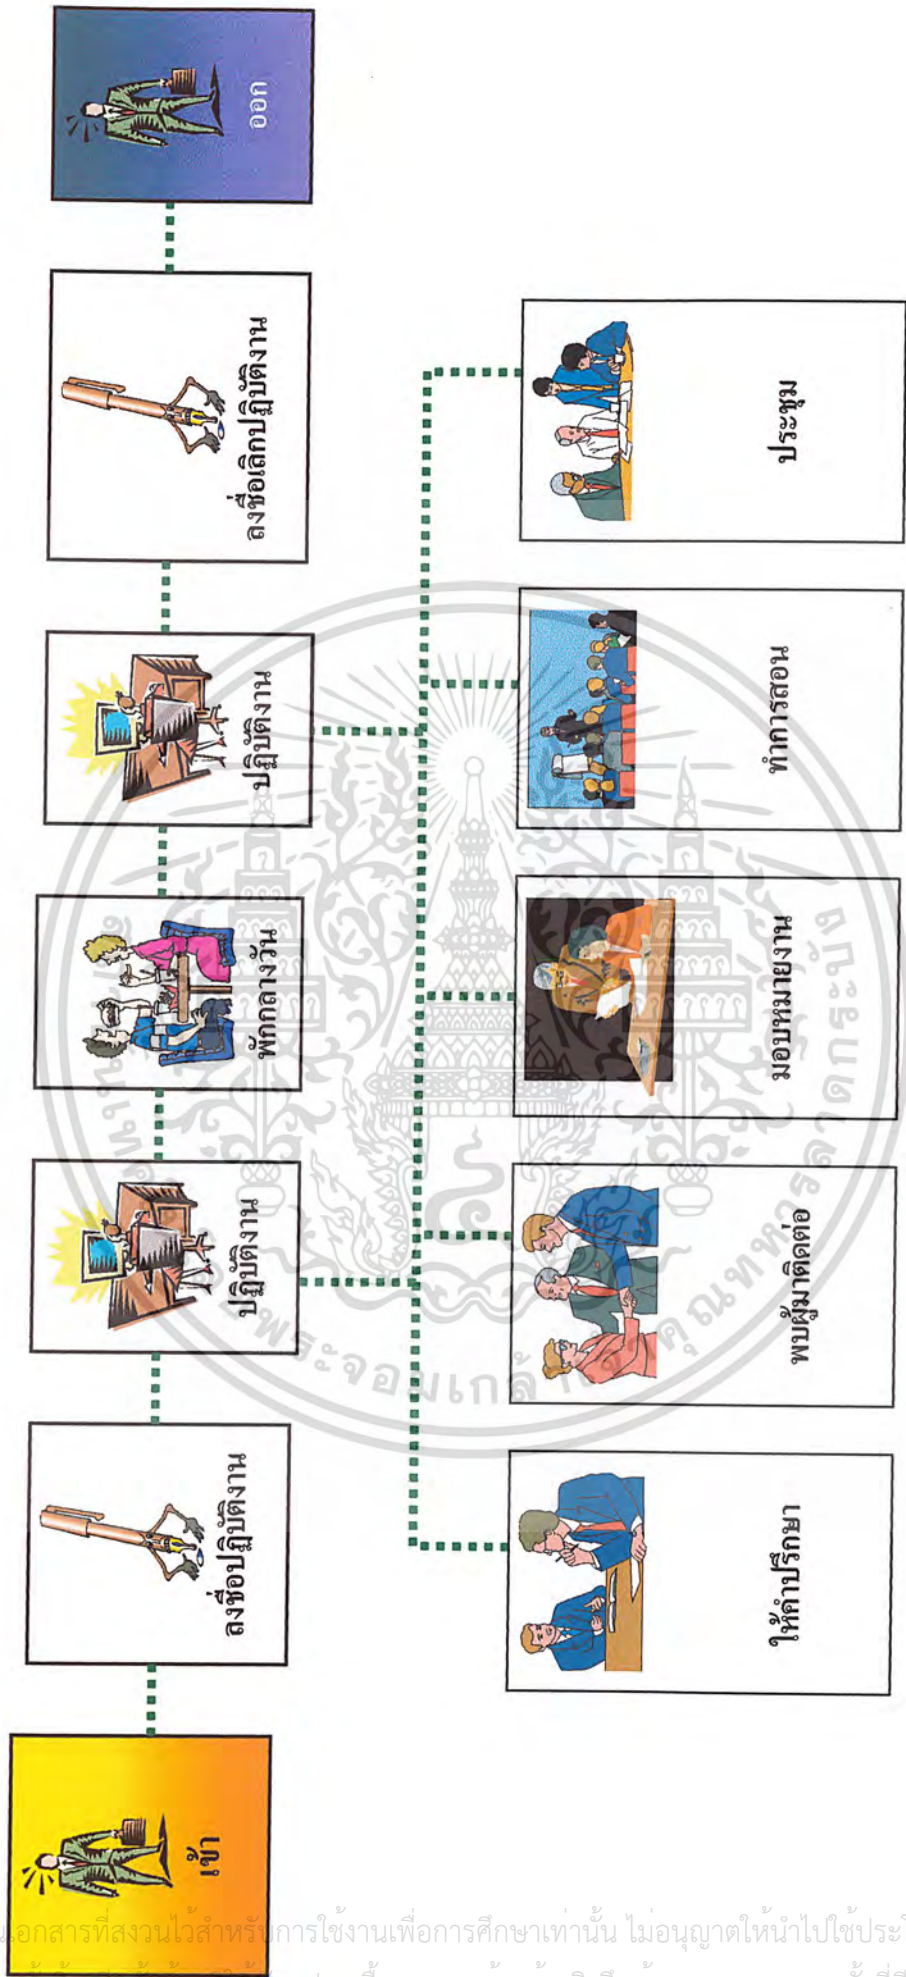 เข้า
ลงชื่อปฏิบัติงาน
ปฏิบัติงาน
พักกลางวัน
ปฏิบัติงาน
ลงชื่อเลิกปฏิบัติงาน
ออก
ให้คำปรึกษา
พบผู้มาติดต่อ
มอบหมายงาน
ทำการสอน
ประชุม
เอกสารที่สงวนไว้สำหรับการใช้งานเพื่อการศึกษาเท่านั้น ไม่อนุญาตให้นำไปใช้ประโ